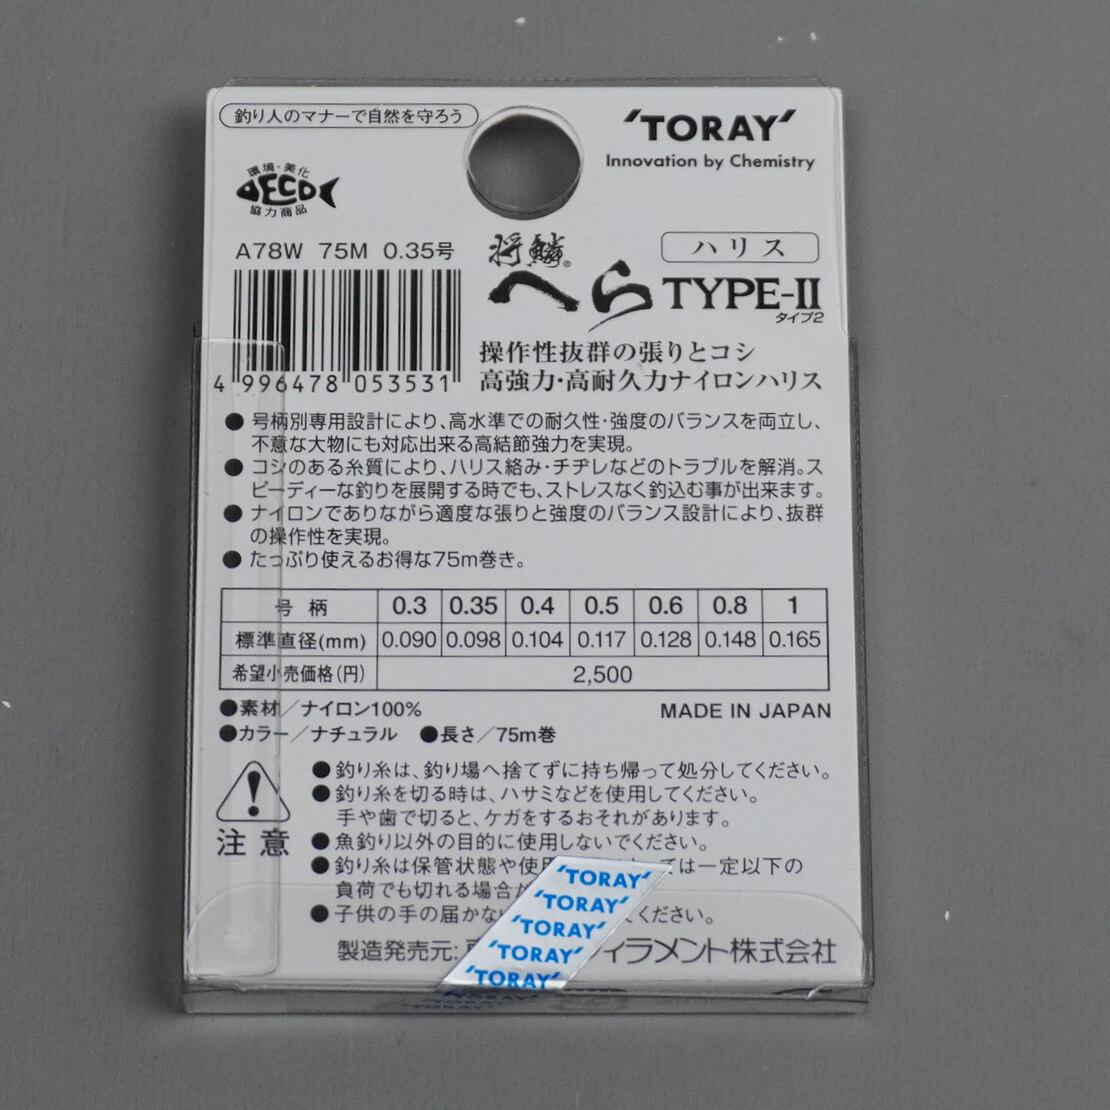 釣り人のマナーで自然を守ろう
'TORAY'
Innovation by Chemistry
環境・美化
ECO
協力商品
A78W 75M 0.35号
4 996478 053531
将鱗®
ハリス
へら TYPE-II
タイプ2
操作性抜群の張りとコシ
高強力・高耐久力ナイロンハリス
● 号柄別専用設計により、高水準での耐久性・強度のバランスを両立し、
不意な大物にも対応出来る高結節強力を実現。
● コシのある糸質により、ハリス絡み・チヂレなどのトラブルを解消。ス
ピーディーな釣りを展開する時でも、ストレスなく釣込む事が出来ます。
● ナイロンでありながら適度な張りと強度のバランス設計により、抜群
の操作性を実現。
● たっぷり使えるお得な75m巻き。
号柄 0.3 0.35 0.4 0.5 0.6 0.8 1
標準直径(mm) 0.090 0.098 0.104 0.117 0.128 0.148 0.165
希望小売価格(円) 2,500
●素材/ナイロン100% MADE IN JAPAN
●カラー/ナチュラル ●長さ/75m巻
注意
●釣り糸は、釣り場へ捨てずに持ち帰って処分してください。
●釣り糸を切る時は、ハサミなどを使用してください。
手や歯で切ると、ケガをするおそれがあります。
●魚釣り以外の目的に使用しないでください。
●釣り糸は保管状態や使用 ては一定以下の
負荷でも切れる場合が
●子供の手の届かな てください。
製造発売元: ィラメント株式会社
'TORAY'
'TORAY'
'TORAY'
'TORAY'
'TORAY'